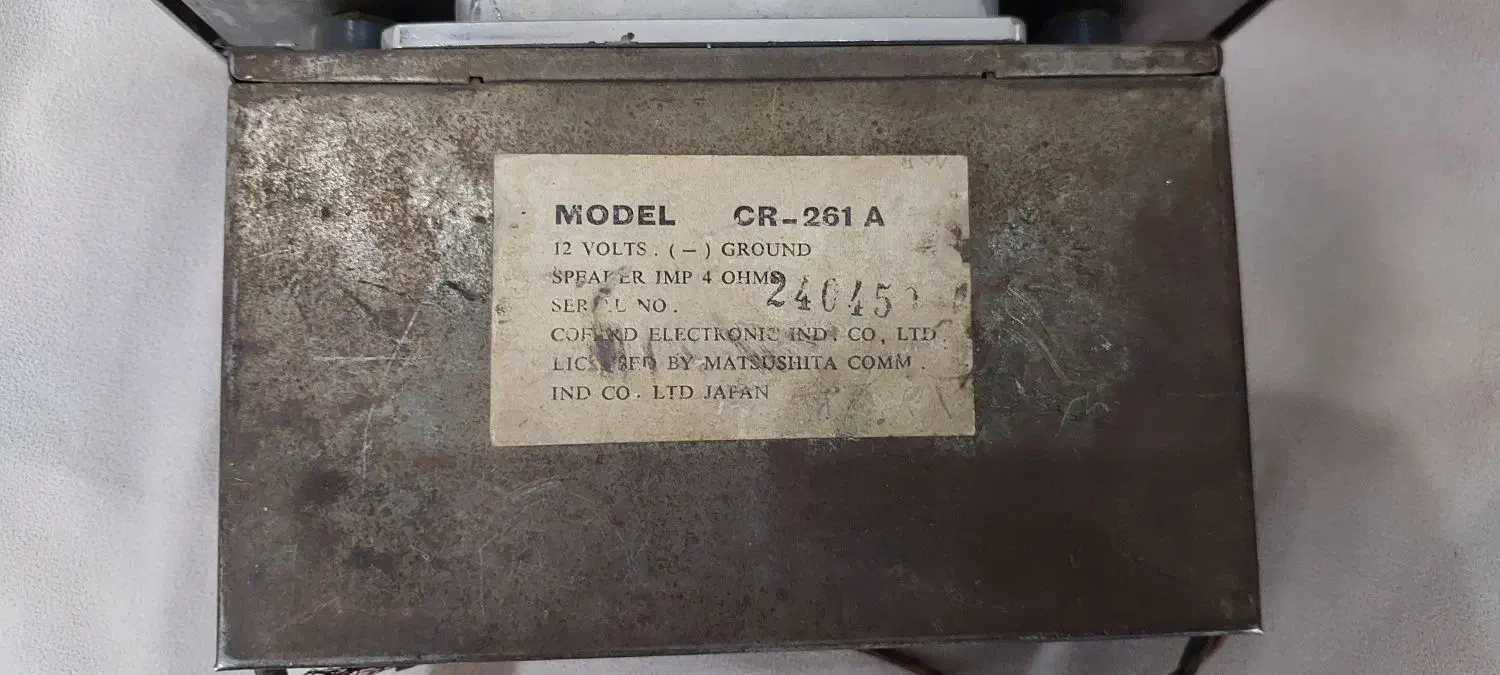 MODEL CR-261 A
12 VOLTS. (-) GROUND
SPEAKER IMP 4 OHMS
SERIAL NO. 24045
ELECTRONIC IND. CO, LTD
LICENSED BY MATSUSHITA COMM.
IND CO. LTD JAPAN